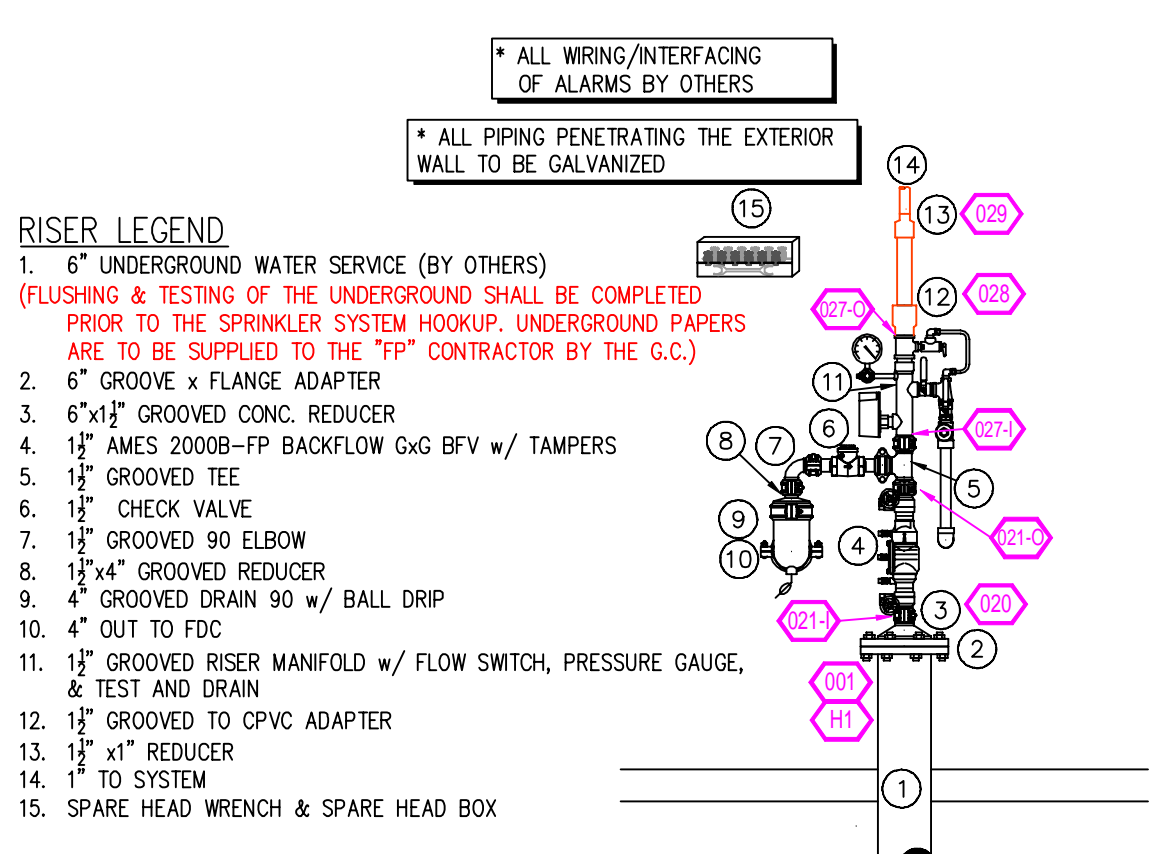 * ALL WIRING/INTERFACING
OF ALARMS BY OTHERS
* ALL PIPING PENETRATING THE EXTERIOR
WALL TO BE GALVANIZED
RISER LEGEND
1. 6" UNDERGROUND WATER SERVICE (BY OTHERS)
(FLUSHING & TESTING OF THE UNDERGROUND SHALL BE COMPLETED
PRIOR TO THE SPRINKLER SYSTEM HOOKUP. UNDERGROUND PAPERS
ARE TO BE SUPPLIED TO THE "FP" CONTRACTOR BY THE G.C.)
2. 6" GROOVE x FLANGE ADAPTER
3. 6"x1½" GROOVED CONC. REDUCER
4. 1½" AMES 2000B-FP BACKFLOW GxG BFV w/ TAMPERS
5. 1½" GROOVED TEE
6. 1½" CHECK VALVE
7. 1½" GROOVED 90 ELBOW
8. 1½"x4" GROOVED REDUCER
9. 4" GROOVED DRAIN 90 w/ BALL DRIP
10. 4" OUT TO FDC
11. 1½" GROOVED RISER MANIFOLD w/ FLOW SWITCH, PRESSURE GAUGE,
& TEST AND DRAIN
12. 1½" GROOVED TO CPVC ADAPTER
13. 1½" x1" REDUCER
14. 1" TO SYSTEM
15. SPARE HEAD WRENCH & SPARE HEAD BOX
14
15
13
029
12
028
027-O
11
6
027-I
8
7
5
9
021-O
4
10
3
020
021-I
2
001
H1
1